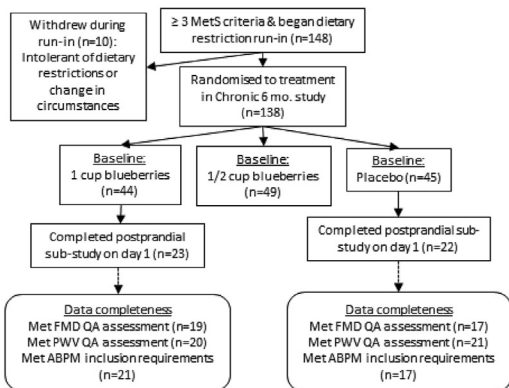 Withdrew during
run-in (n=10):
Intolerant of dietary
restrictions or
change in
circumstances
≥ 3 MetS criteria & began dietary
restriction run-in (n=148)
Randomised to treatment
in Chronic 6 mo. study
(n=138)
Baseline:
1 cup blueberries
(n=44)
Baseline:
1/2 cup blueberries
(n=49)
Baseline:
Placebo (n=45)
Completed postprandial
sub-study on day 1 (n=23)
Completed postprandial sub-
study on day 1 (n=22)
Data completeness
Met FMD QA assessment (n=19)
Met PWV QA assessment (n=20)
Met ABPM inclusion requirements
(n=21)
Data completeness
Met FMD QA assessment (n=17)
Met PWV QA assessment (n=21)
Met ABPM inclusion requirements
(n=17)